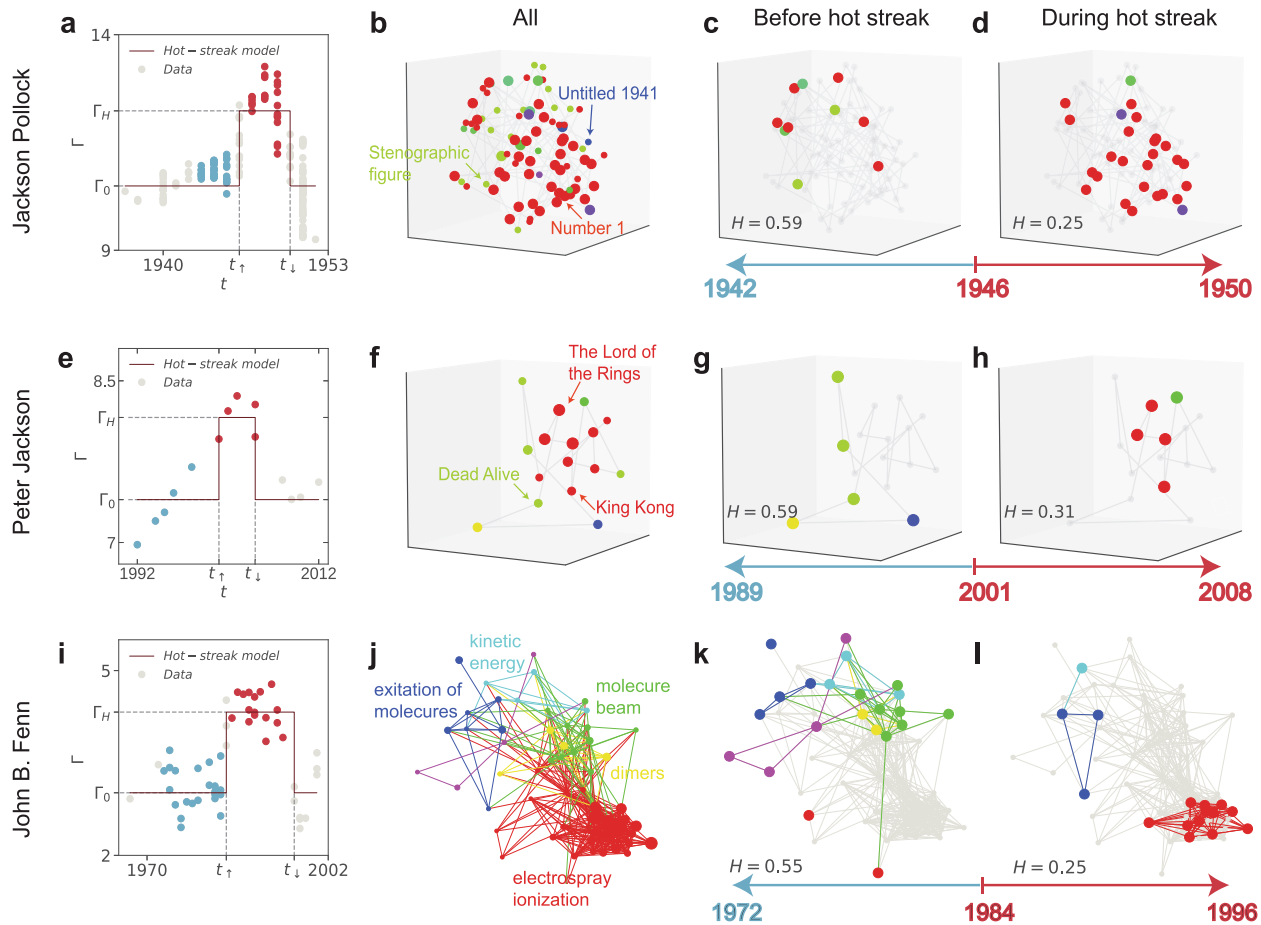 All
Before hot streak
During hot streak
Jackson Pollock
a
14
Hot − streak model
Data
Γ_H
Γ
Γ_0
9
1940
t↑
t↓
1953
t
b
Untitled 1941
Stenographic
figure
Number 1
c
H = 0.59
d
H = 0.25
1942
1946
1950
Peter Jackson
e
Hot − streak model
8.5
Data
Γ_H
Γ
Γ_0
7
1992
t↑
t↓
2012
t
f
The Lord of
the Rings
Dead Alive
King Kong
g
H = 0.59
h
H = 0.31
1989
2001
2008
John B. Fenn
i
Hot − streak model
5
Data
Γ_H
Γ
Γ_0
2
1970
t↑
t↓
2002
t
j
kinetic
energy
exitation of
molecules
molecure
beam
dimers
electrospray
ionization
k
H = 0.55
l
H = 0.25
1972
1984
1996